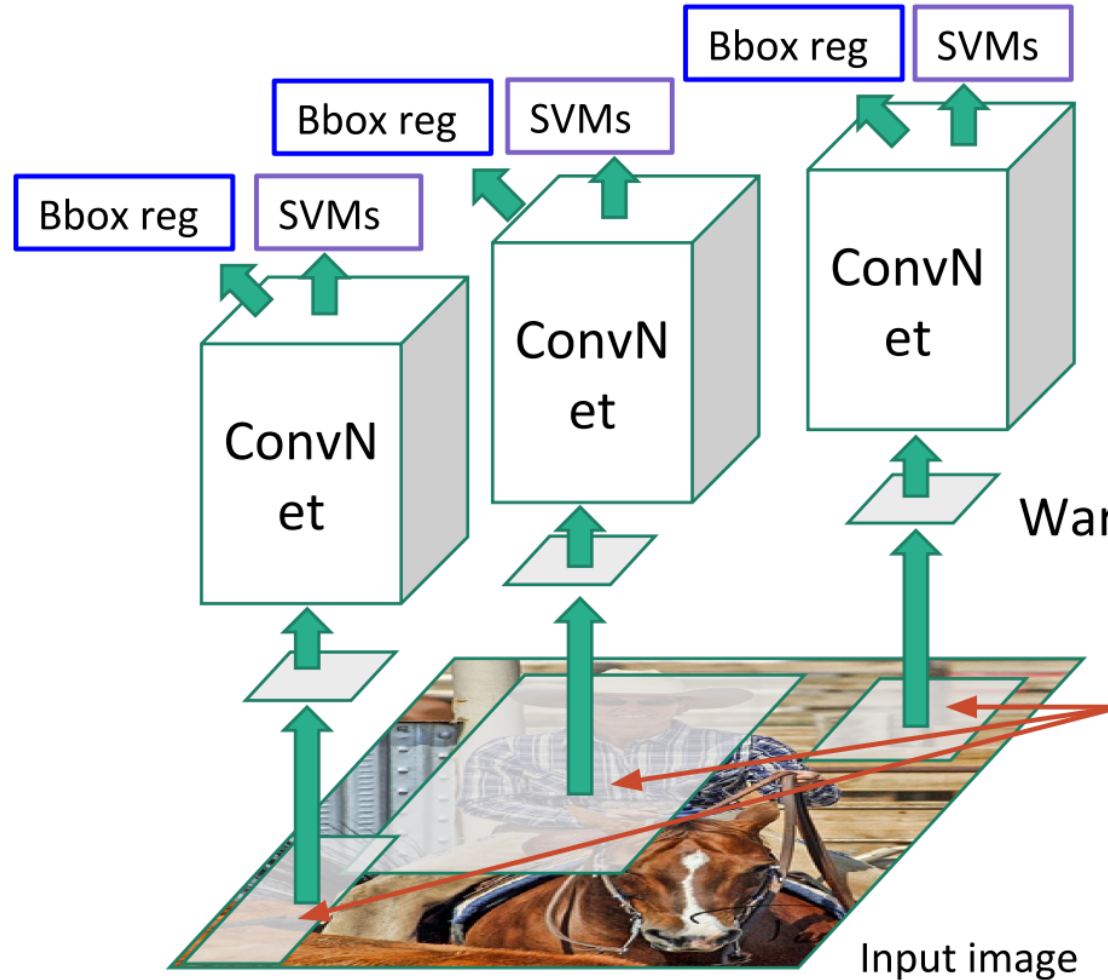 Bbox reg
SVMs
Bbox reg
SVMs
Bbox reg
SVMs
ConvN
et
ConvN
et
ConvN
et
Input image